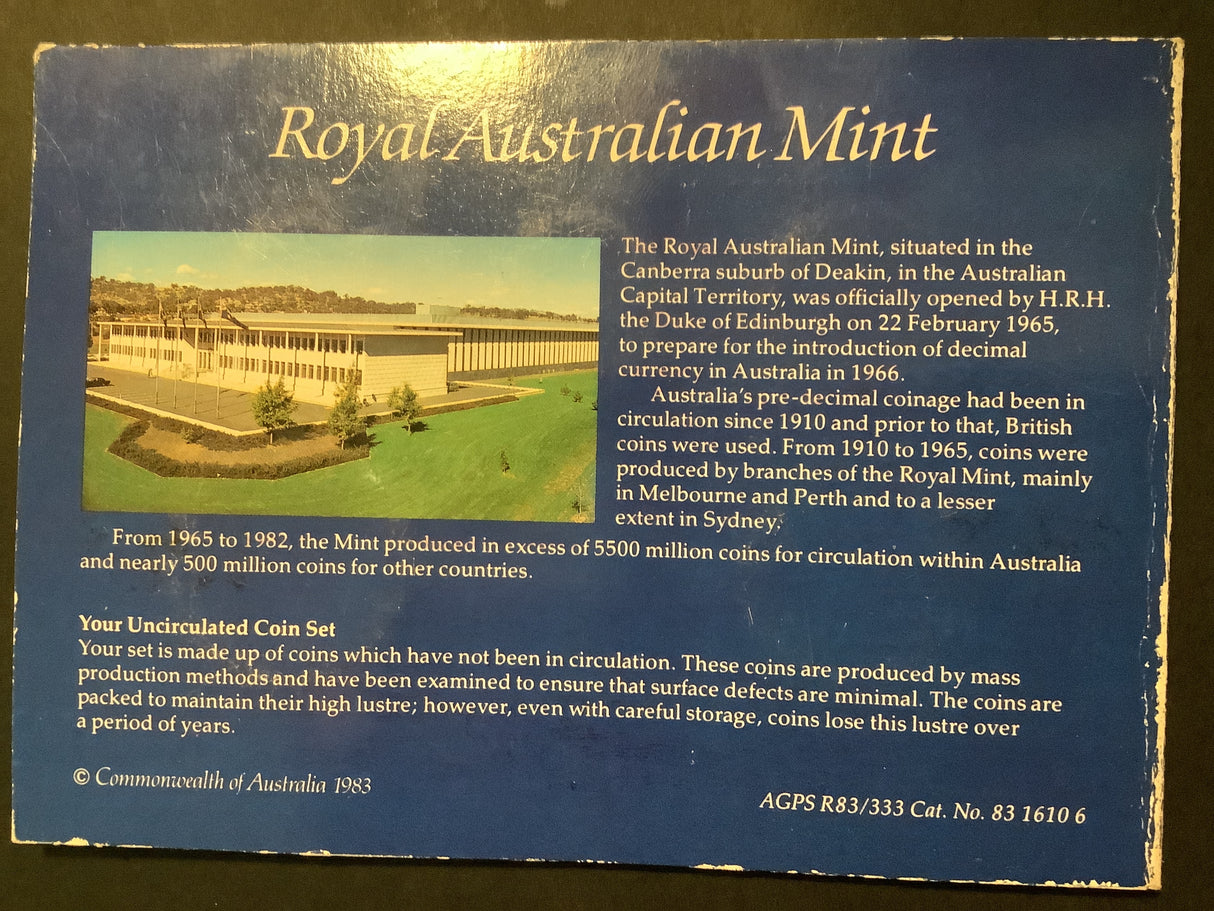 Royal Australian Mint
The Royal Australian Mint, situated in the
Canberra suburb of Deakin, in the Australian
Capital Territory, was officially opened by H.R.H.
the Duke of Edinburgh on 22 February 1965,
to prepare for the introduction of decimal
currency in Australia in 1966.
Australia's pre-decimal coinage had been in
circulation since 1910 and prior to that, British
coins were used. From 1910 to 1965, coins were
produced by branches of the Royal Mint, mainly
in Melbourne and Perth and to a lesser
extent in Sydney.
From 1965 to 1982, the Mint produced in excess of 5500 million coins for circulation within Australia
and nearly 500 million coins for other countries.
Your Uncirculated Coin Set
Your set is made up of coins which have not been in circulation. These coins are produced by mass
production methods and have been examined to ensure that surface defects are minimal. The coins are
packed to maintain their high lustre; however, even with careful storage, coins lose this lustre over
a period of years.
© Commonwealth of Australia 1983
AGPS R83/333 Cat. No. 83 1610 6